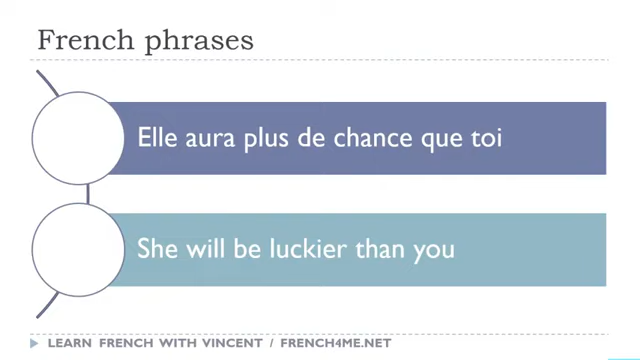 French phrases
Elle aura plus de chance que toi
She will be luckier than you
LEARN FRENCH WITH VINCENT / FRENCH4ME.NET